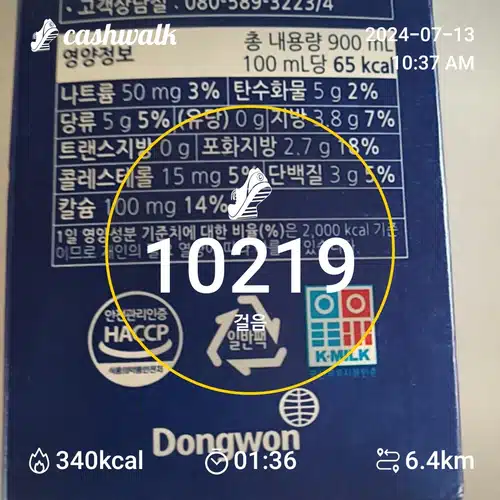 · 고객상담실 : 080-589-3223/4
cashwalk
2024-07-13
10:37 AM
영양정보
총 내용량 900 mL
100 mL당 65 kcal
나트륨 50 mg 3% 탄수화물 5 g 2%
당류 5 g 5% (유당) 0 g 지방 3.8 g 7%
트랜스지방 0 g 포화지방 2.7 g 18%
콜레스테롤 15 mg 5% 단백질 3 g 5%
칼슘 100 mg 14%
1일 영양성분 기준치에 대한 비율(%)은 2,000 kcal 기준
이므로 개인의
10219
걸음
안전관리인증
HACCP
식품의약품안전처
일반팩
K·MILK
Dongwon
340kcal
01:36
6.4km